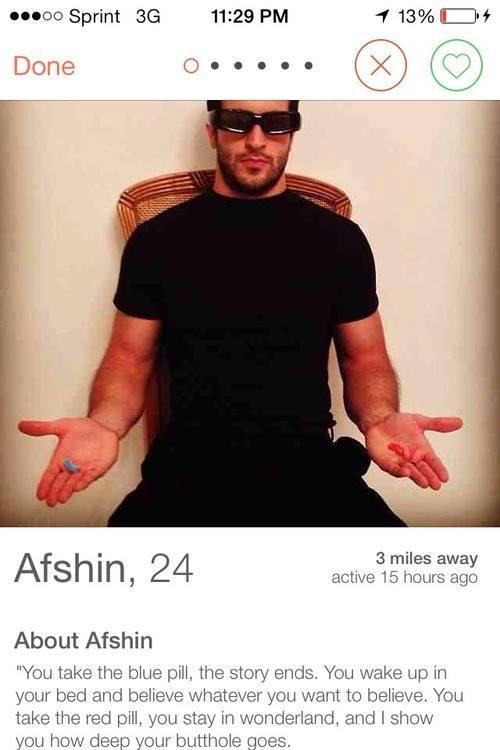 Sprint 3G 11:29 PM 13%
Done
Afshin, 24
3 miles away
active 15 hours ago
About Afshin
"You take the blue pill, the story ends. You wake up in
your bed and believe whatever you want to believe. You
take the red pill, you stay in wonderland, and I show
you how deep your butthole goes.